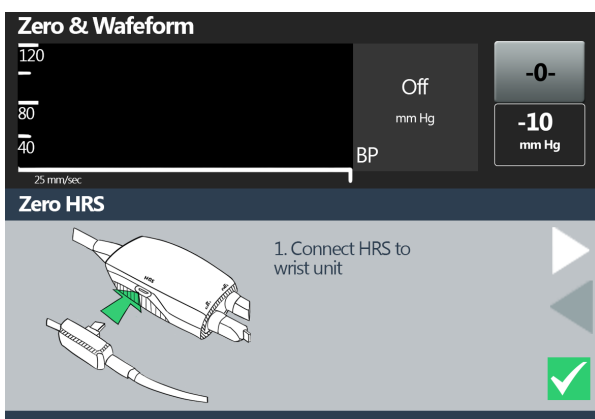 Zero & Wafeform
120
80
40
25 mm/sec
Off
mm Hg
BP
-0-
-10
mm Hg
Zero HRS
HRS
1. Connect HRS to
wrist unit